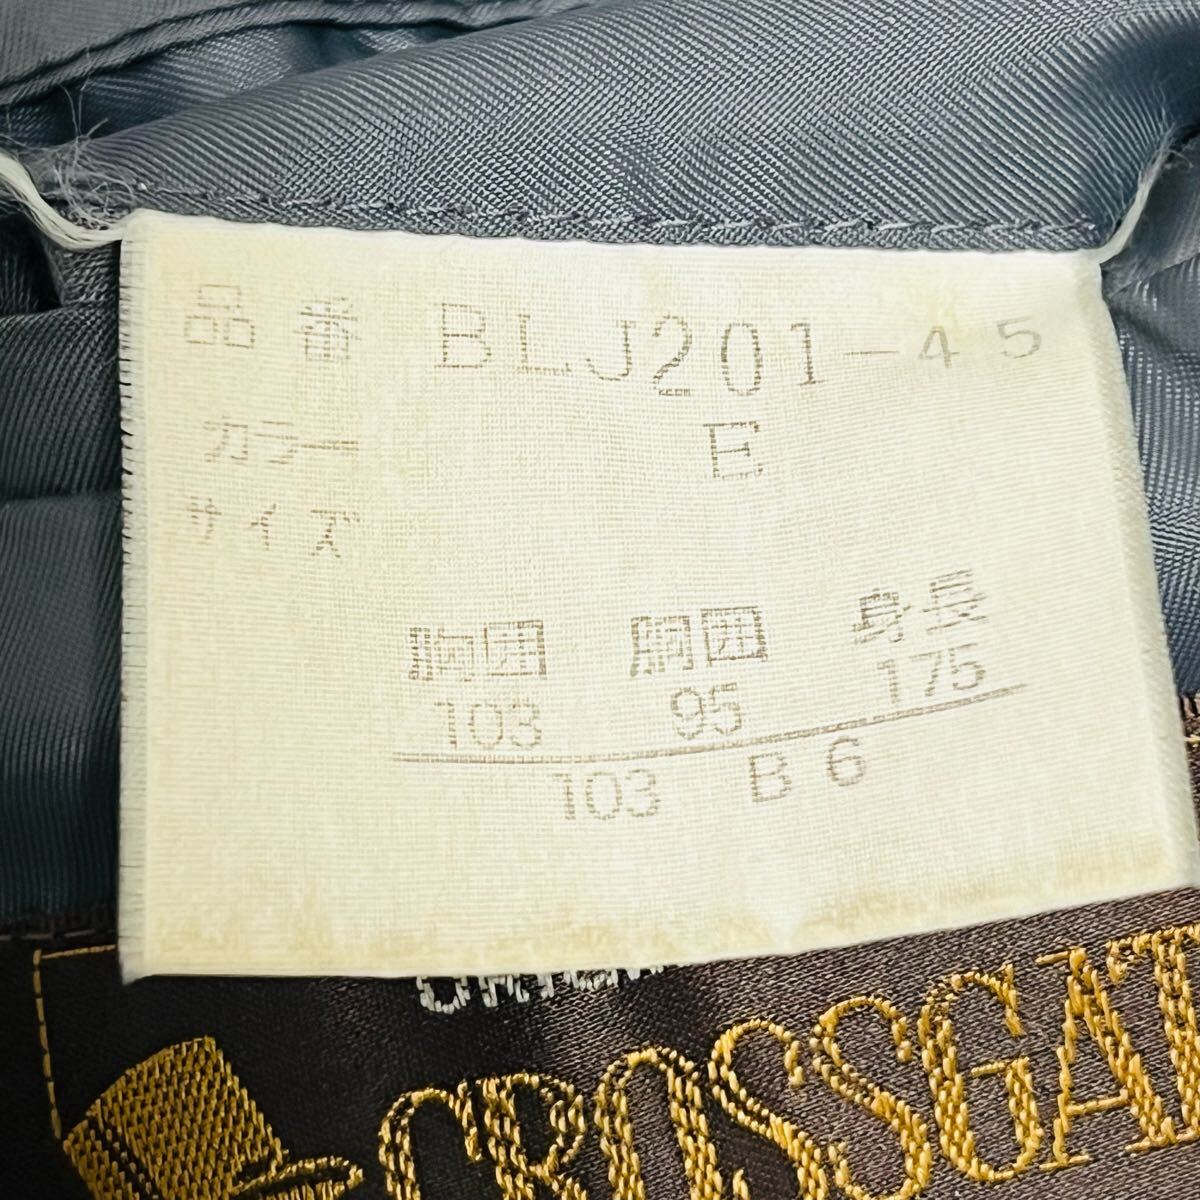 品番 BLJ201-45
カラー E
サイズ
胸囲 胴囲 身長
103 95 175
103 B 6
CROSSGAT